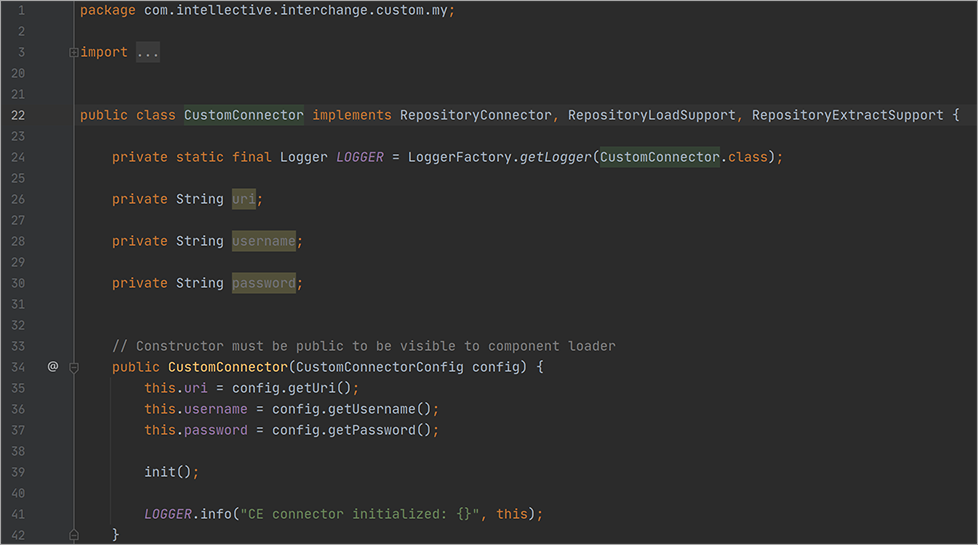 1 package com.intellective.interchange.custom.my;
2
3 import ...
20
21
22 public class CustomConnector implements RepositoryConnector, RepositoryLoadSupport, RepositoryExtractSupport {
23
24 private static final Logger LOGGER = LoggerFactory.getLogger(CustomConnector.class);
25
26 private String uri;
27
28 private String username;
29
30 private String password;
31
32
33 // Constructor must be public to be visible to component loader
34 @ public CustomConnector(CustomConnectorConfig config) {
35 this.uri = config.getUri();
36 this.username = config.getUsername();
37 this.password = config.getPassword();
38
39 init();
40
41 LOGGER.info("CE connector initialized: {}", this);
42 }